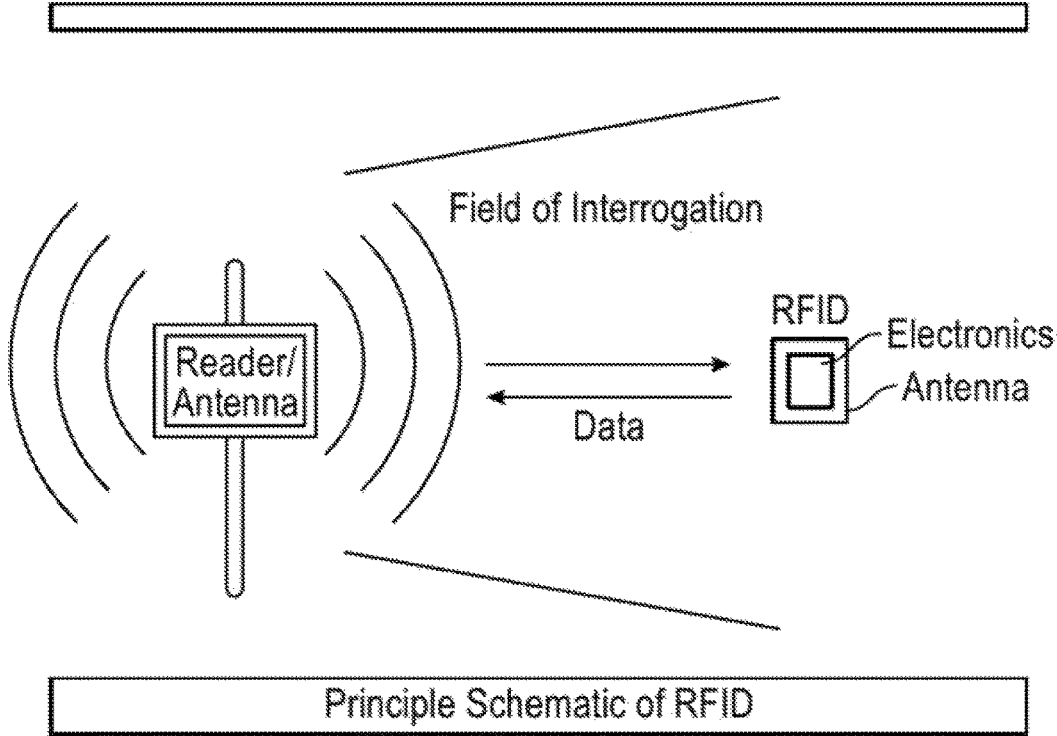 Field of Interrogation
RFID
Electronics
Reader/
Antenna
Antenna
Data
Principle Schematic of RFID